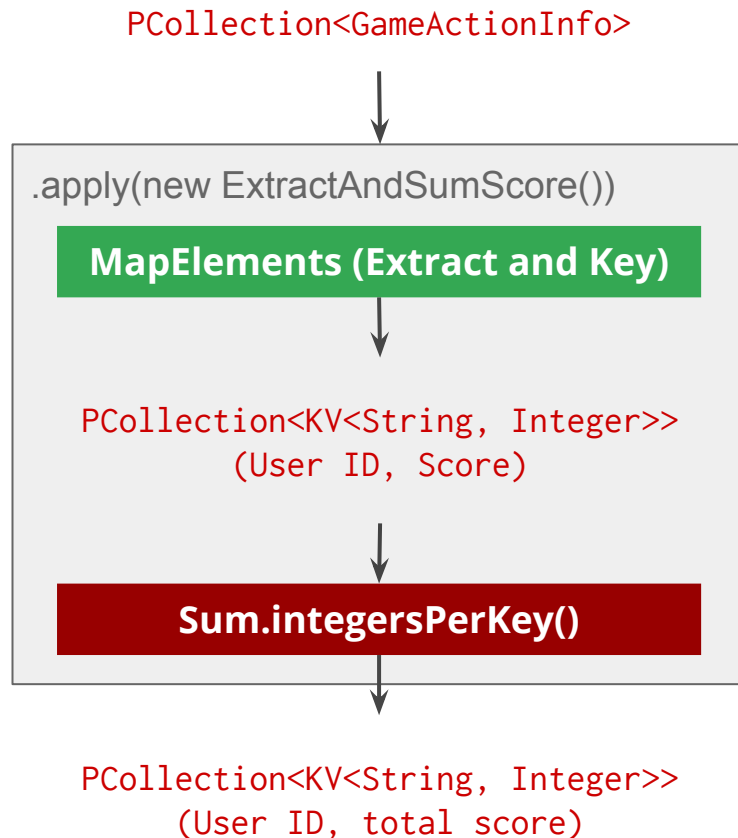 PCollection<GameActionInfo>
.apply(new ExtractAndSumScore())
MapElements (Extract and Key)
PCollection<KV<String, Integer>>
(User ID, Score)
Sum.integersPerKey()
PCollection<KV<String, Integer>>
(User ID, total score)